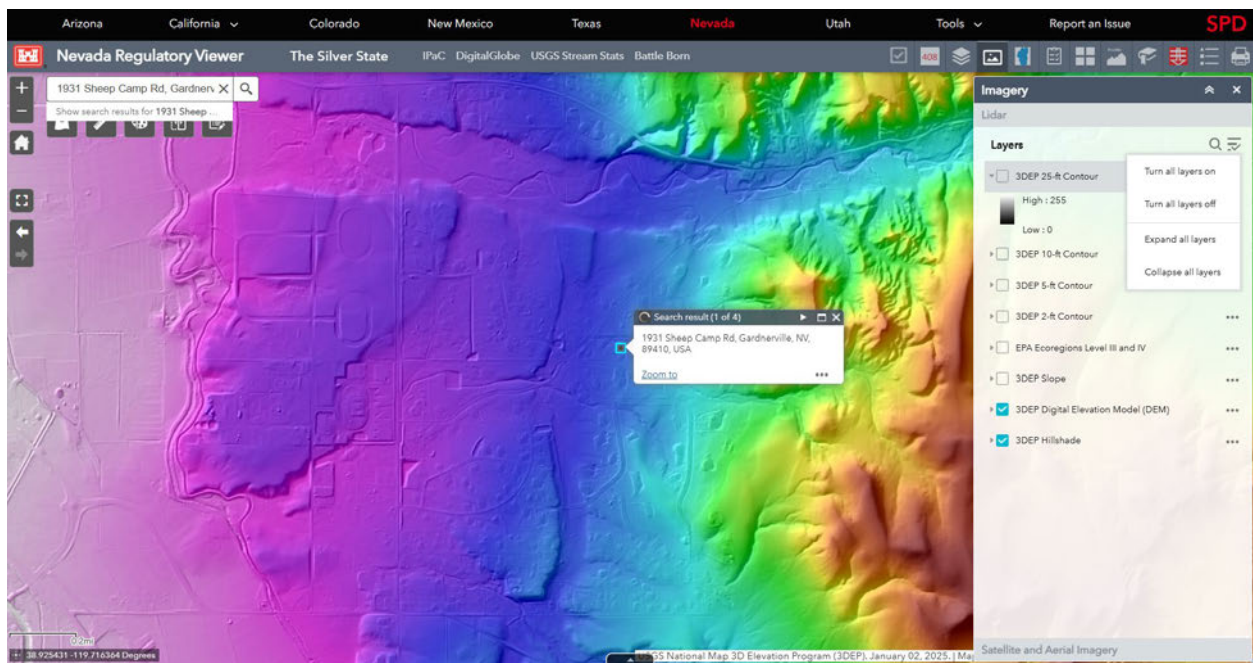 Arizona California Colorado New Mexico Texas Nevada Utah Tools Report an Issue SPD
Nevada Regulatory Viewer The Silver State IPaC DigitalGlobe USGS Stream Stats Battle Born 408
1931 Sheep Camp Rd, Gardnerv
Show search results for 1931 Sheep ...
Imagery
Lidar
Layers
3DEP 25-ft Contour
High : 255
Low : 0
3DEP 10-ft Contour
3DEP 5-ft Contour
3DEP 2-ft Contour
EPA Ecoregions Level III and IV
3DEP Slope
3DEP Digital Elevation Model (DEM)
3DEP Hillshade
Turn all layers on
Turn all layers off
Expand all layers
Collapse all layers
Search result (1 of 4)
1931 Sheep Camp Rd, Gardnerville, NV,
89410, USA
Zoom to
0.2mi
38.925431 -119.716364 Degrees
USGS National Map 3D Elevation Program (3DEP). January 02, 2025. | Ma
Satellite and Aerial Imagery